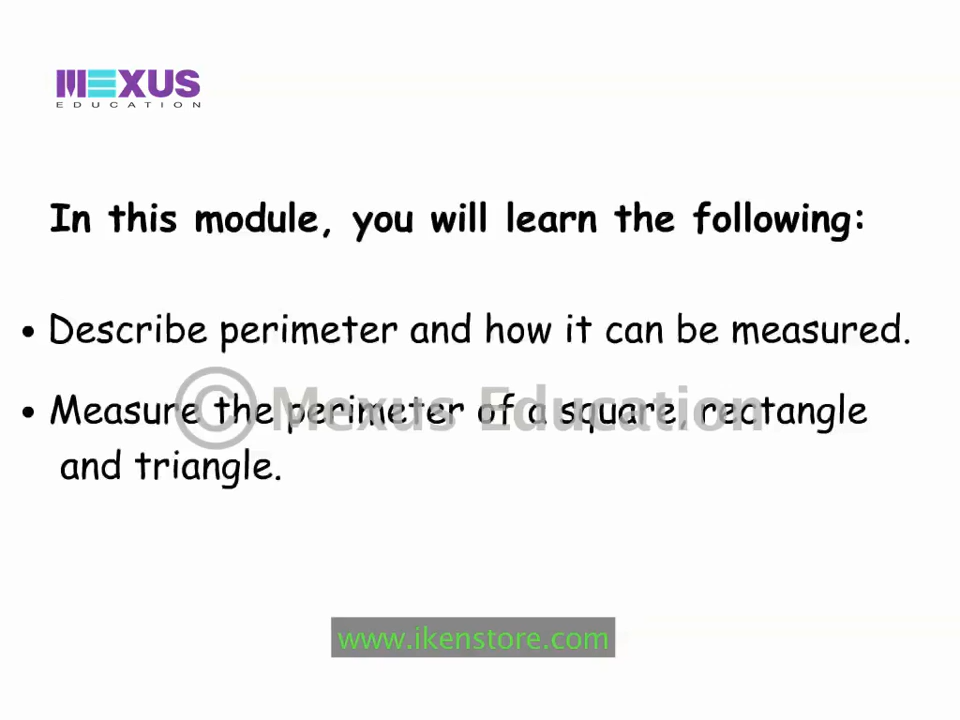 MEXUS
EDUCATION
In this module, you will learn the following:
• Describe perimeter and how it can be measured.
• Measure the perimeter of a square, rectangle
and triangle.
© Mexus Education
www.ikenstore.com